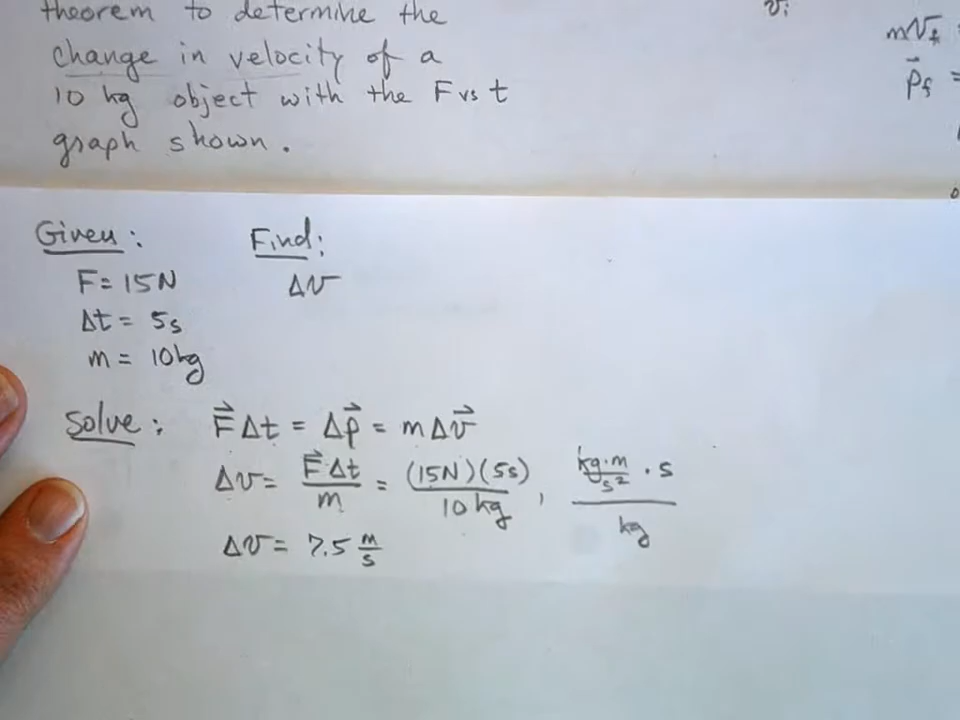 theorem to determine the
change in velocity of a
10 kg object with the F vs t
graph shown.
vᵢ
mv⃗f
p⃗f =
Given:
F = 15N
Δt = 5s
m = 10kg
Find:
Δv
Solve:
F⃗Δt = Δp⃗ = mΔv⃗
Δv = F⃗Δt/m = (15N)(5s)/10kg , (kg·m/s² · s)/kg
Δv = 7.5 m/s